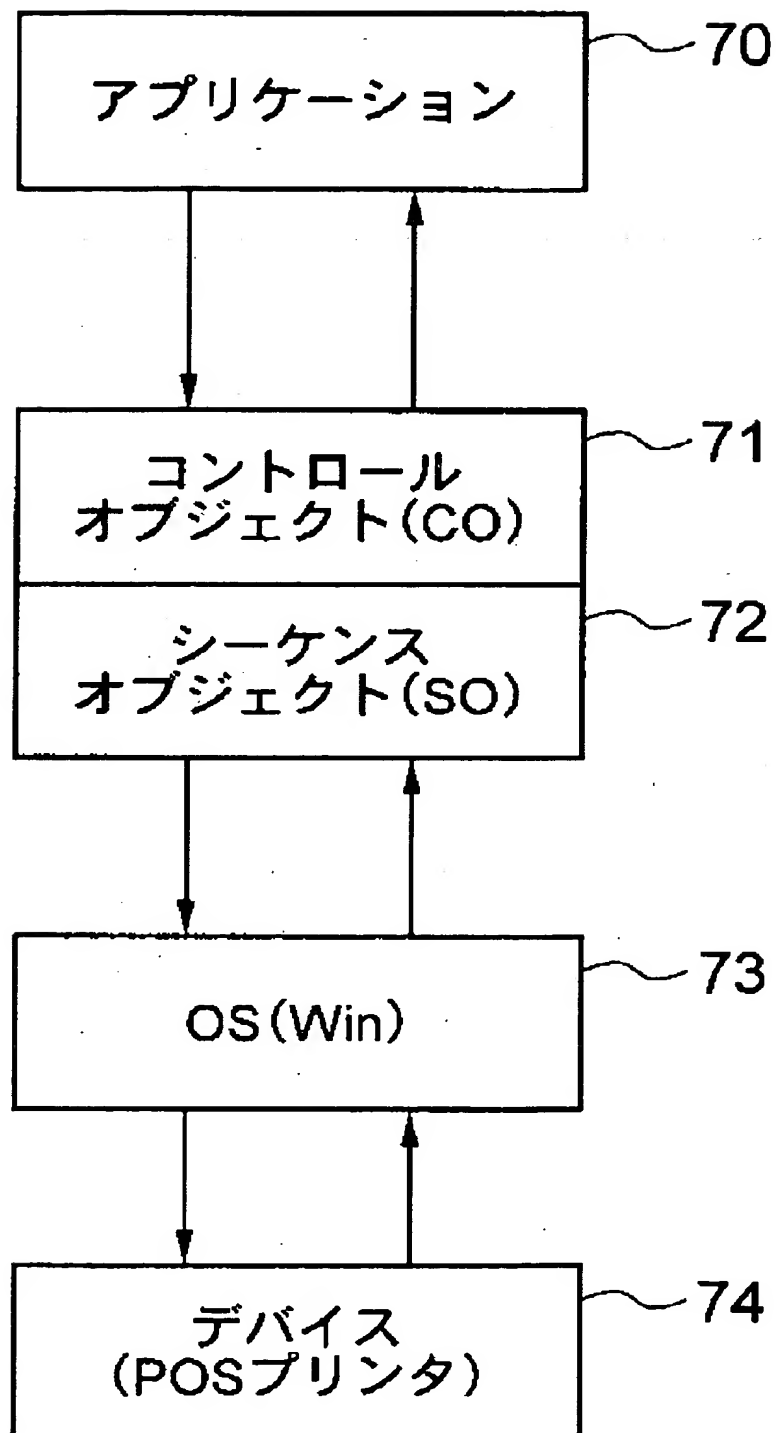 アプリケーション
70
コントロール
オブジェクト(CO)
71
シーケンス
オブジェクト(SO)
72
OS(Win)
73
デバイス
(POSプリンタ)
74